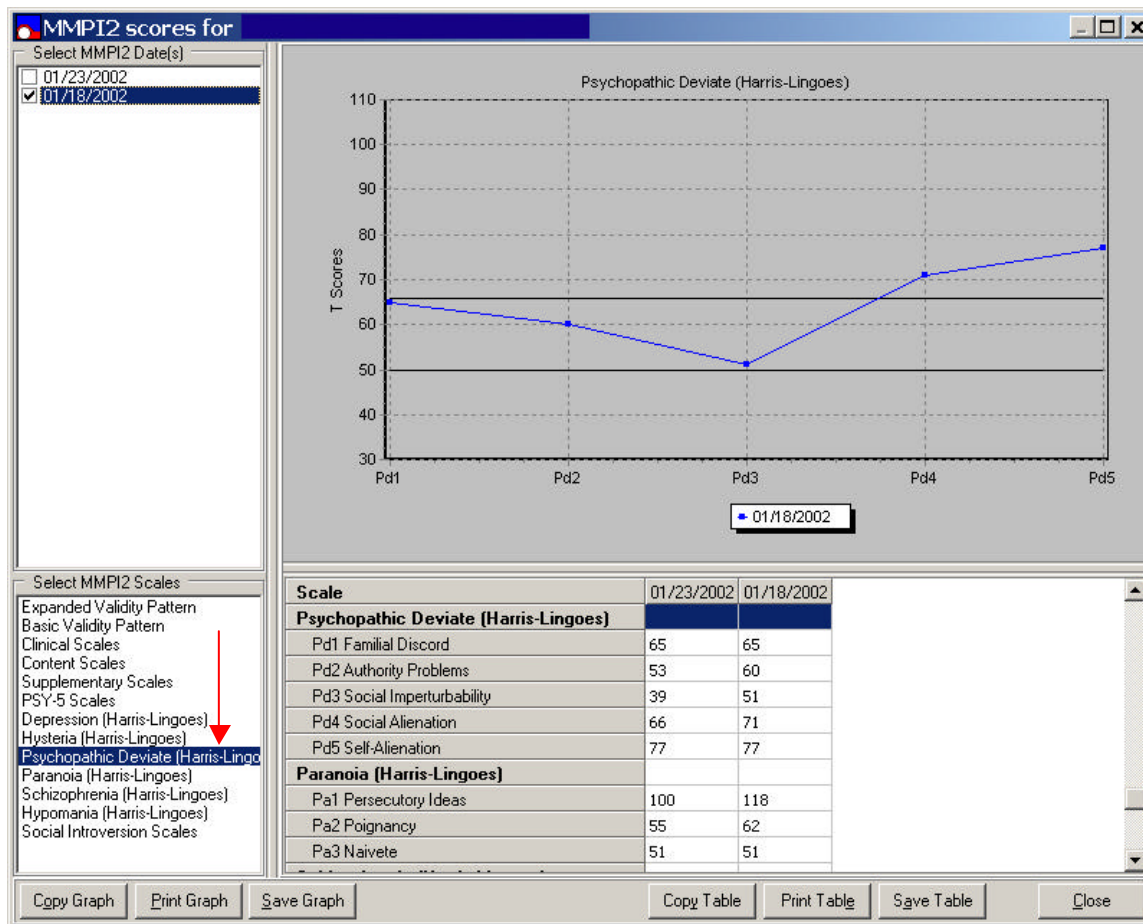 MMPI2 scores for
Select MMPI2 Date(s)
01/23/2002
01/18/2002
Psychopathic Deviate (Harris-Lingoes)
110
100
90
80
70
60
50
40
30
T Scores
Pd1 Pd2 Pd3 Pd4 Pd5
01/18/2002
Select MMPI2 Scales
Expanded Validity Pattern
Basic Validity Pattern
Clinical Scales
Content Scales
Supplementary Scales
PSY-5 Scales
Depression (Harris-Lingoes)
Hysteria (Harris-Lingoes)
Psychopathic Deviate (Harris-Lingo
Paranoia (Harris-Lingoes)
Schizophrenia (Harris-Lingoes)
Hypomania (Harris-Lingoes)
Social Introversion Scales
Scale 01/23/2002 01/18/2002
Psychopathic Deviate (Harris-Lingoes)
Pd1 Familial Discord 65 65
Pd2 Authority Problems 53 60
Pd3 Social Imperturbability 39 51
Pd4 Social Alienation 66 71
Pd5 Self-Alienation 77 77
Paranoia (Harris-Lingoes)
Pa1 Persecutory Ideas 100 118
Pa2 Poignancy 55 62
Pa3 Naivete 51 51
Copy Graph Print Graph Save Graph Copy Table Print Table Save Table Close